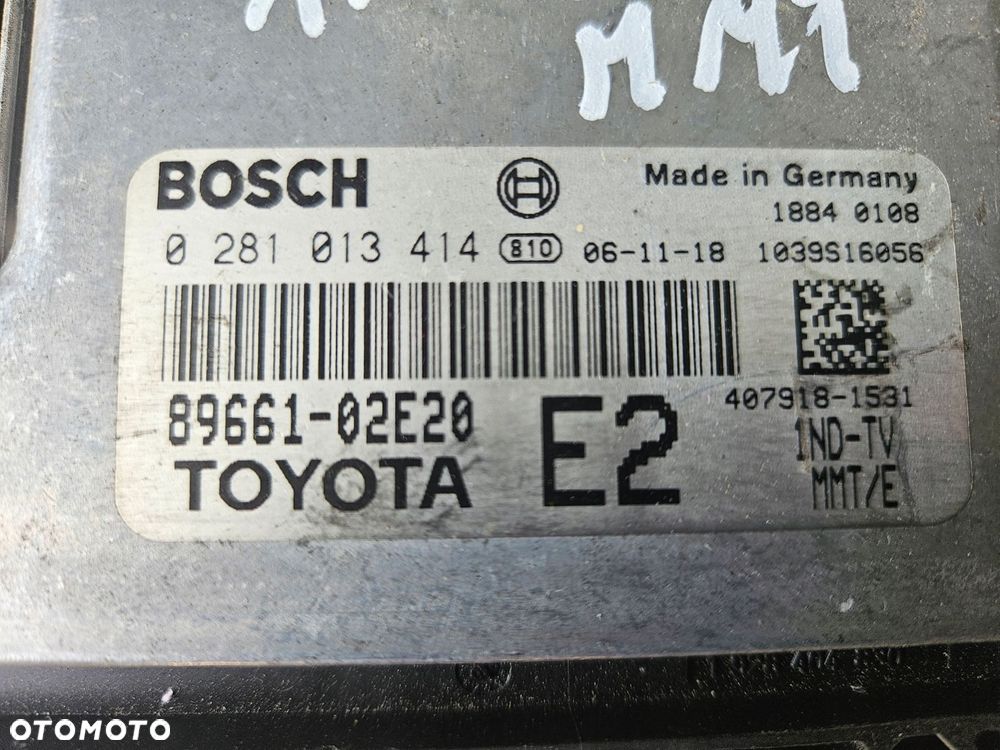 MM1
BOSCH Made in Germany
1884 0108
0 281 013 414 810 06-11-18 1039S16056
407918-1531
89661-02E20 E2 1ND-TV
TOYOTA MMT/E
OTOMOTO